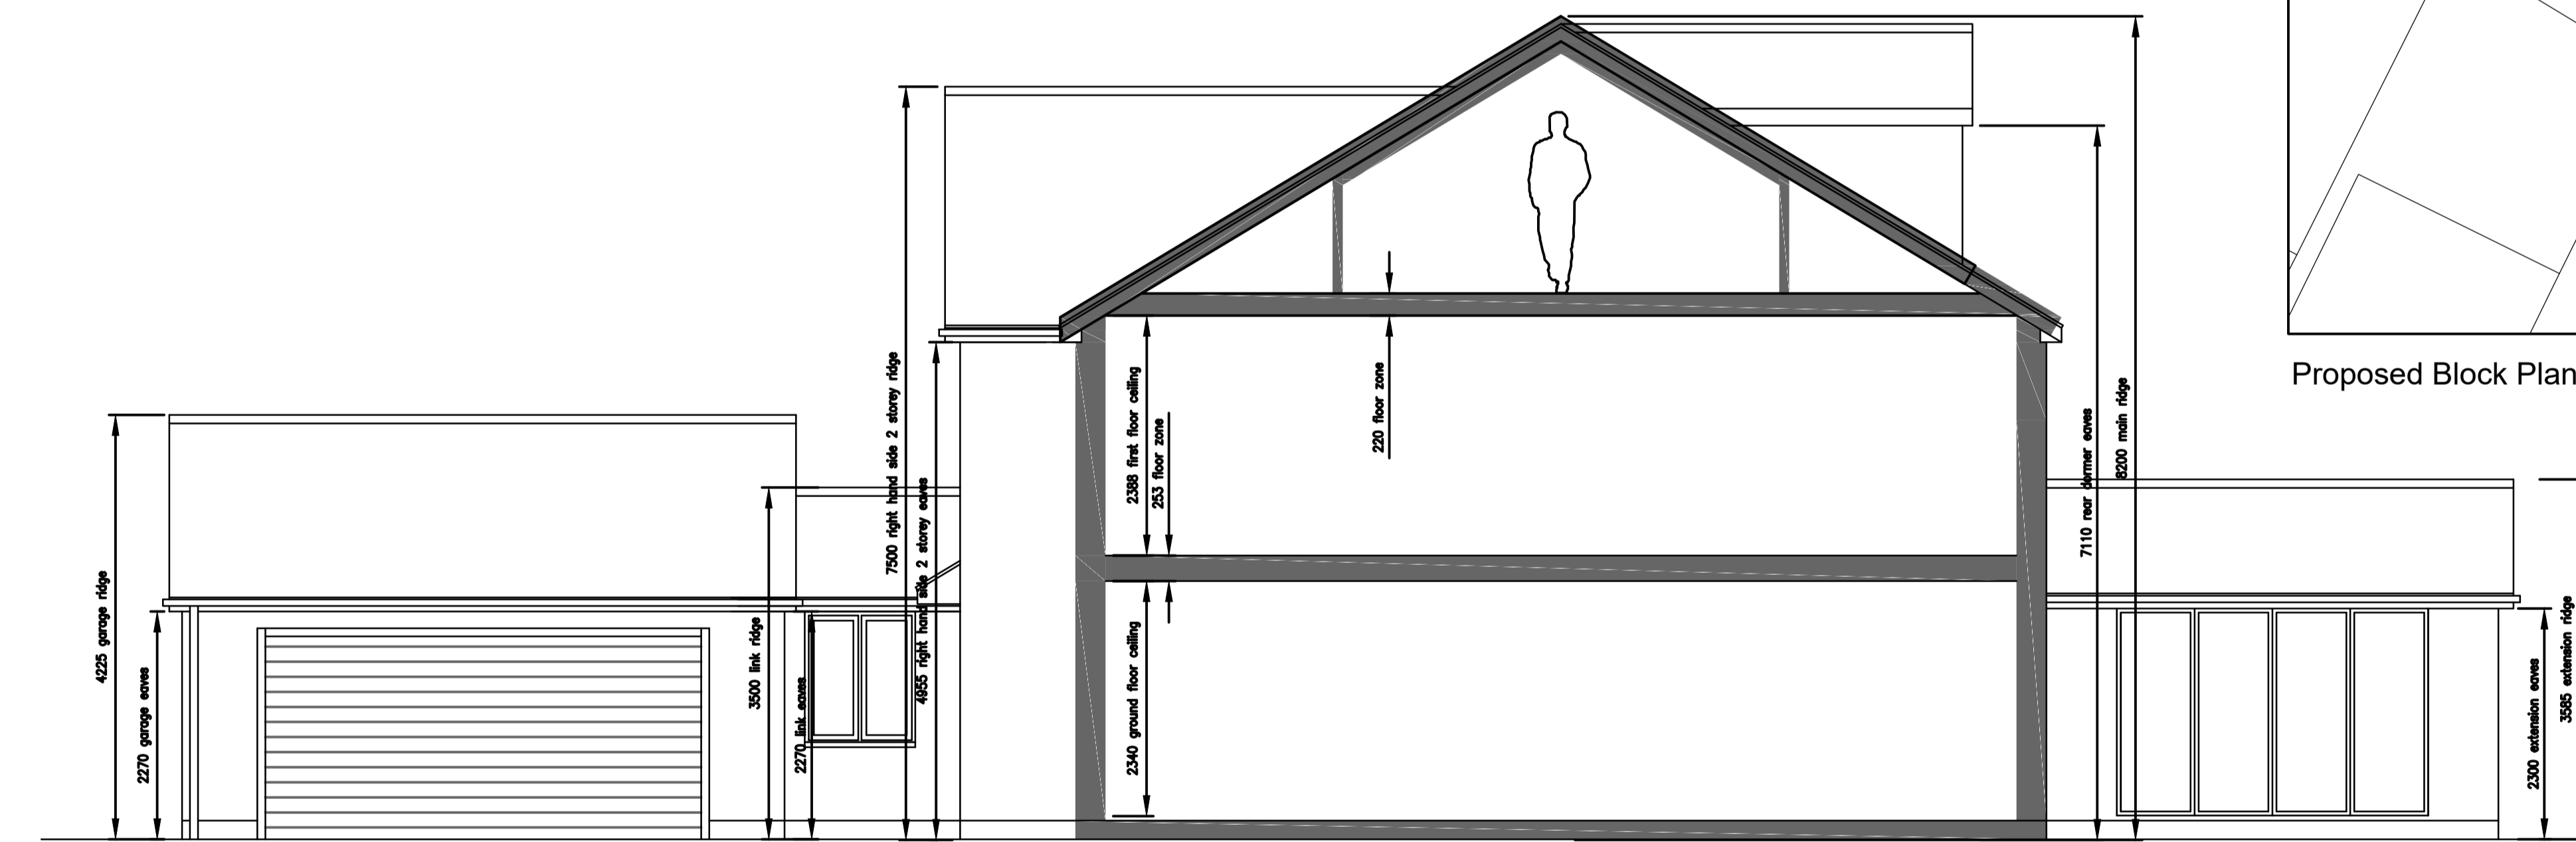 4225 garage ridge
2270 garage eaves
3500 link ridge
2270 link eaves
7500 right hand side 2 storey ridge
4955 right hand side 2 storey eaves
2388 first floor ceiling
253 floor zone
2340 ground floor ceiling
220 floor zone
7110 rear dormer eaves
8200 main ridge
Proposed Block Plan
2300 extension eaves
3585 extension ridge